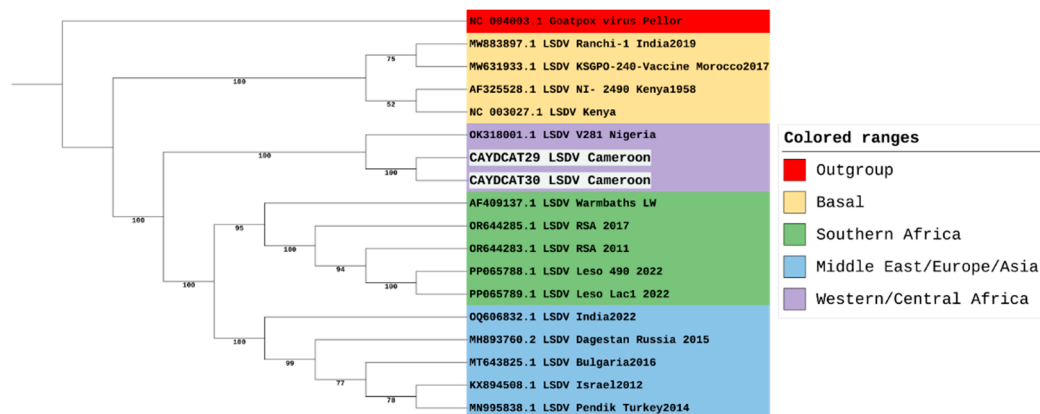 NC 004003.1 Goatpox virus Pellor
MW883897.1 LSDV Ranchi-1 India2019
75
MW631933.1 LSDV KSGPO-240-Vaccine Morocco2017
100
AF325528.1 LSDV NI- 2490 Kenya1958
52
NC 003027.1 LSDV Kenya
OK318001.1 LSDV V281 Nigeria
Colored ranges
100
CAYDCAT29 LSDV Cameroon
100
Outgroup
CAYDCAT30 LSDV Cameroon
Basal
AF409137.1 LSDV Warmbaths LW
100
95
OR644285.1 LSDV RSA 2017
Southern Africa
100
OR644283.1 LSDV RSA 2011
94
Middle East/Europe/Asia
PP065788.1 LSDV Leso 490 2022
100
100
PP065789.1 LSDV Leso Lac1 2022
Western/Central Africa
OQ606832.1 LSDV India2022
100
MH893760.2 LSDV Dagestan Russia 2015
99
MT643825.1 LSDV Bulgaria2016
77
KX894508.1 LSDV Israel2012
78
MN995838.1 LSDV Pendik Turkey2014